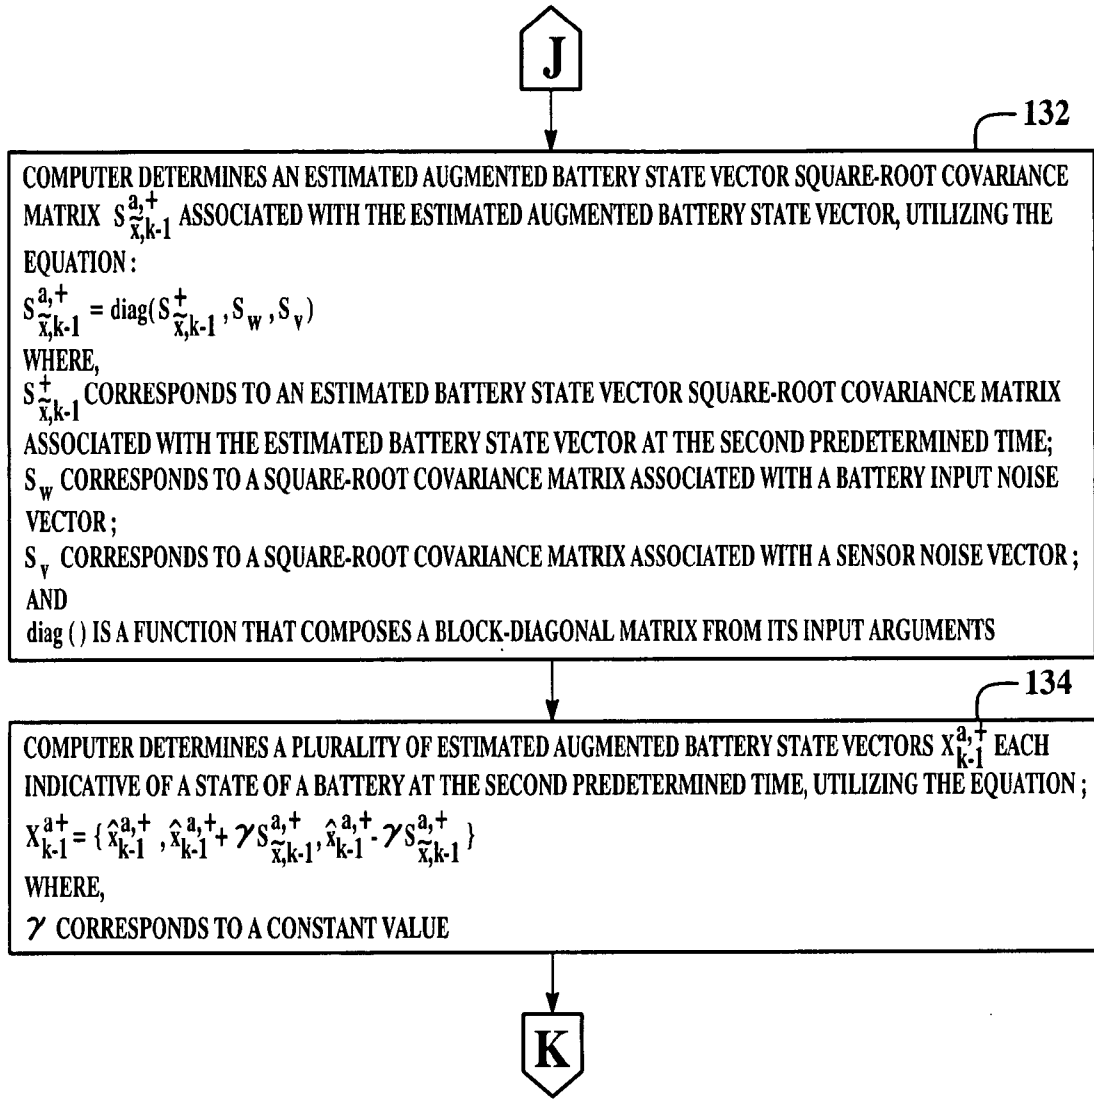 J
132
COMPUTER DETERMINES AN ESTIMATED AUGMENTED BATTERY STATE VECTOR SQUARE-ROOT COVARIANCE
MATRIX S^{a,+}_{x̃,k-1} ASSOCIATED WITH THE ESTIMATED AUGMENTED BATTERY STATE VECTOR, UTILIZING THE
EQUATION :
S^{a,+}_{x̃,k-1} = diag(S^{+}_{x̃,k-1} , S_w , S_v)
WHERE,
S^{+}_{x̃,k-1} CORRESPONDS TO AN ESTIMATED BATTERY STATE VECTOR SQUARE-ROOT COVARIANCE MATRIX
ASSOCIATED WITH THE ESTIMATED BATTERY STATE VECTOR AT THE SECOND PREDETERMINED TIME;
S_w CORRESPONDS TO A SQUARE-ROOT COVARIANCE MATRIX ASSOCIATED WITH A BATTERY INPUT NOISE
VECTOR ;
S_v CORRESPONDS TO A SQUARE-ROOT COVARIANCE MATRIX ASSOCIATED WITH A SENSOR NOISE VECTOR ;
AND
diag ( ) IS A FUNCTION THAT COMPOSES A BLOCK-DIAGONAL MATRIX FROM ITS INPUT ARGUMENTS
134
COMPUTER DETERMINES A PLURALITY OF ESTIMATED AUGMENTED BATTERY STATE VECTORS X^{a,+}_{k-1} EACH
INDICATIVE OF A STATE OF A BATTERY AT THE SECOND PREDETERMINED TIME, UTILIZING THE EQUATION ;
X^{a+}_{k-1} = { x̂^{a,+}_{k-1} , x̂^{a,+}_{k-1} + γS^{a,+}_{x̃,k-1} , x̂^{a,+}_{k-1} - γS^{a,+}_{x̃,k-1} }
WHERE,
γ CORRESPONDS TO A CONSTANT VALUE
K